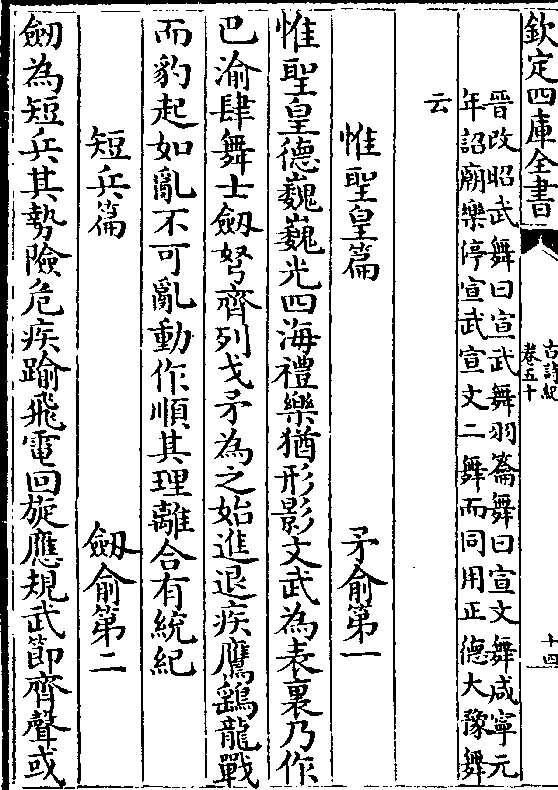 欽定四庫全書
古詩紀
卷五十
十四
晉改昭武舞曰宣武舞羽籥舞曰宣文舞咸寧元
年詔廟樂停宣武宣文二舞而同用正德大豫舞
云
惟聖皇篇 矛俞第一
惟聖皇德巍巍光四海禮樂猶形影文武為表裏乃作
巴渝肆舞士劔弩齊列戈矛為之始進退疾鷹鷂龍戰
而豹起如亂不可亂動作順其理離合有統紀
短兵篇 劔俞第二
劔為短兵其勢險危疾踰飛電回旋應規武節齊聲或